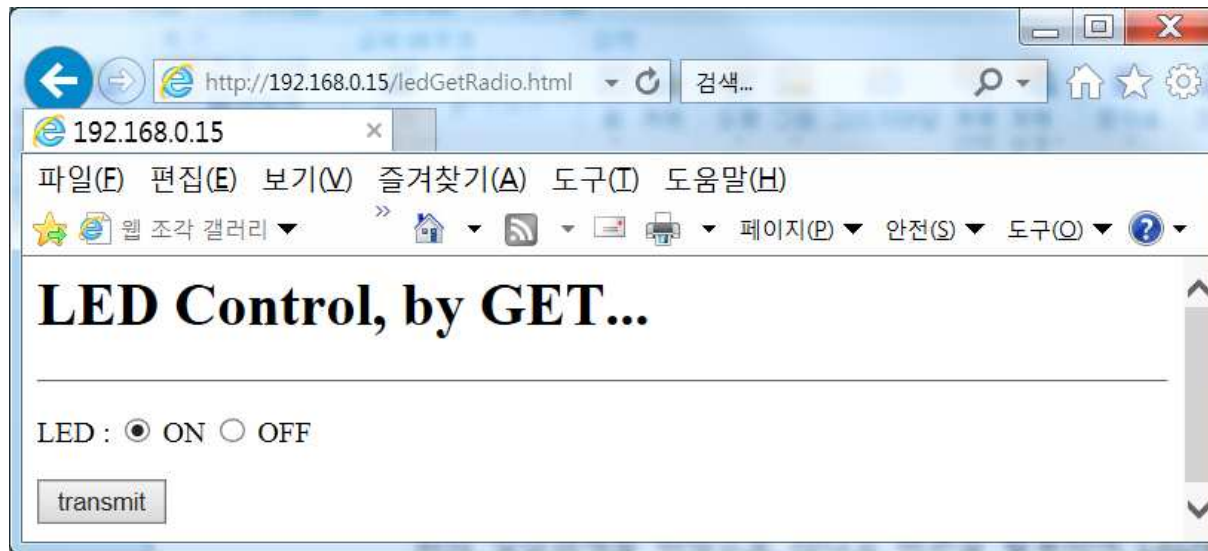 http://192.168.0.15/ledGetRadio.html 검색...
192.168.0.15
파일(F) 편집(E) 보기(V) 즐겨찾기(A) 도구(T) 도움말(H)
웹 조각 갤러리 페이지(P) 안전(S) 도구(O)
LED Control, by GET...
LED : ON OFF
transmit